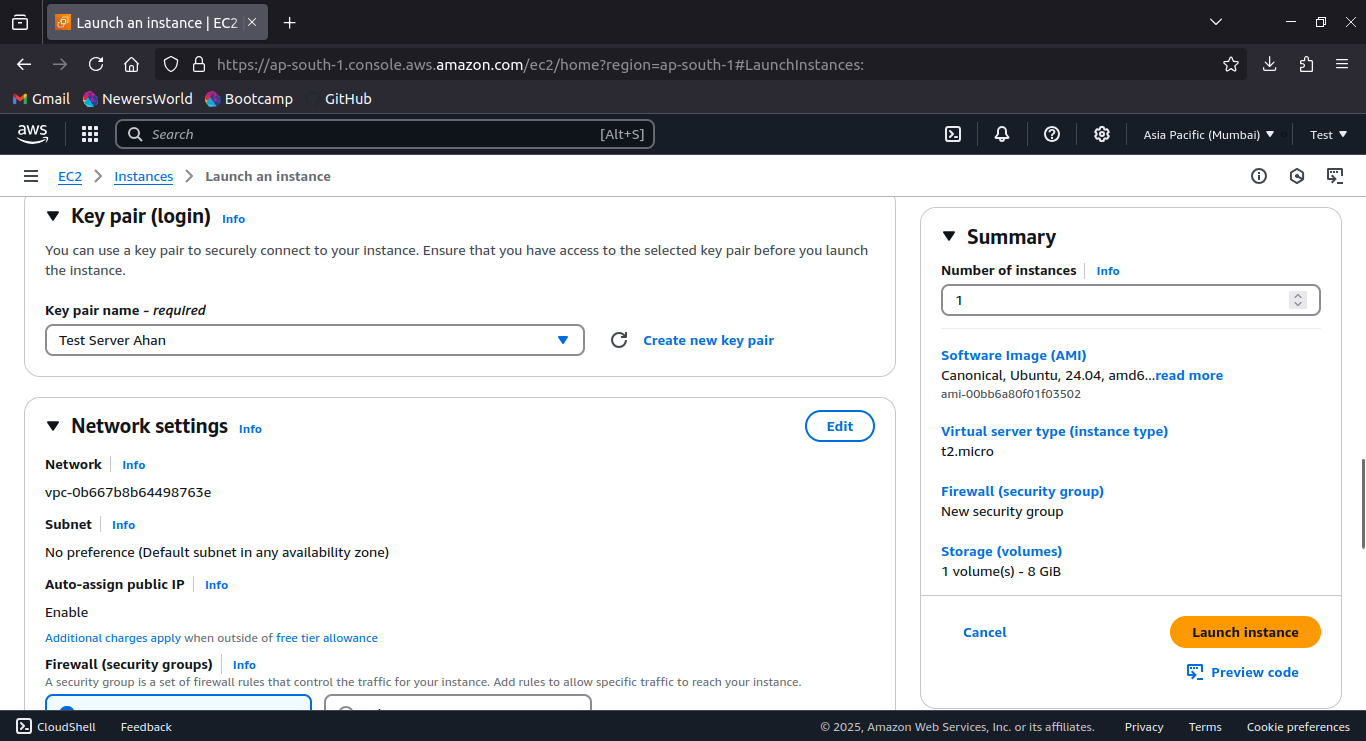 Launch an instance | EC2
https://ap-south-1.console.aws.amazon.com/ec2/home?region=ap-south-1#LaunchInstances:
Gmail NewersWorld Bootcamp GitHub
aws Search [Alt+S] Asia Pacific (Mumbai) Test
EC2 Instances Launch an instance
Key pair (login) Info
You can use a key pair to securely connect to your instance. Ensure that you have access to the selected key pair before you launch
the instance.
Key pair name - required
Test Server Ahan Create new key pair
Network settings Info Edit
Network Info
vpc-0b667b8b64498763e
Subnet Info
No preference (Default subnet in any availability zone)
Auto-assign public IP Info
Enable
Additional charges apply when outside of free tier allowance
Firewall (security groups) Info
A security group is a set of firewall rules that control the traffic for your instance. Add rules to allow specific traffic to reach your instance.
Summary
Number of instances Info
1
Software Image (AMI)
Canonical, Ubuntu, 24.04, amd6...read more
ami-00bb6a80f01f03502
Virtual server type (instance type)
t2.micro
Firewall (security group)
New security group
Storage (volumes)
1 volume(s) - 8 GiB
Cancel Launch instance
Preview code
CloudShell Feedback © 2025, Amazon Web Services, Inc. or its affiliates. Privacy Terms Cookie preferences